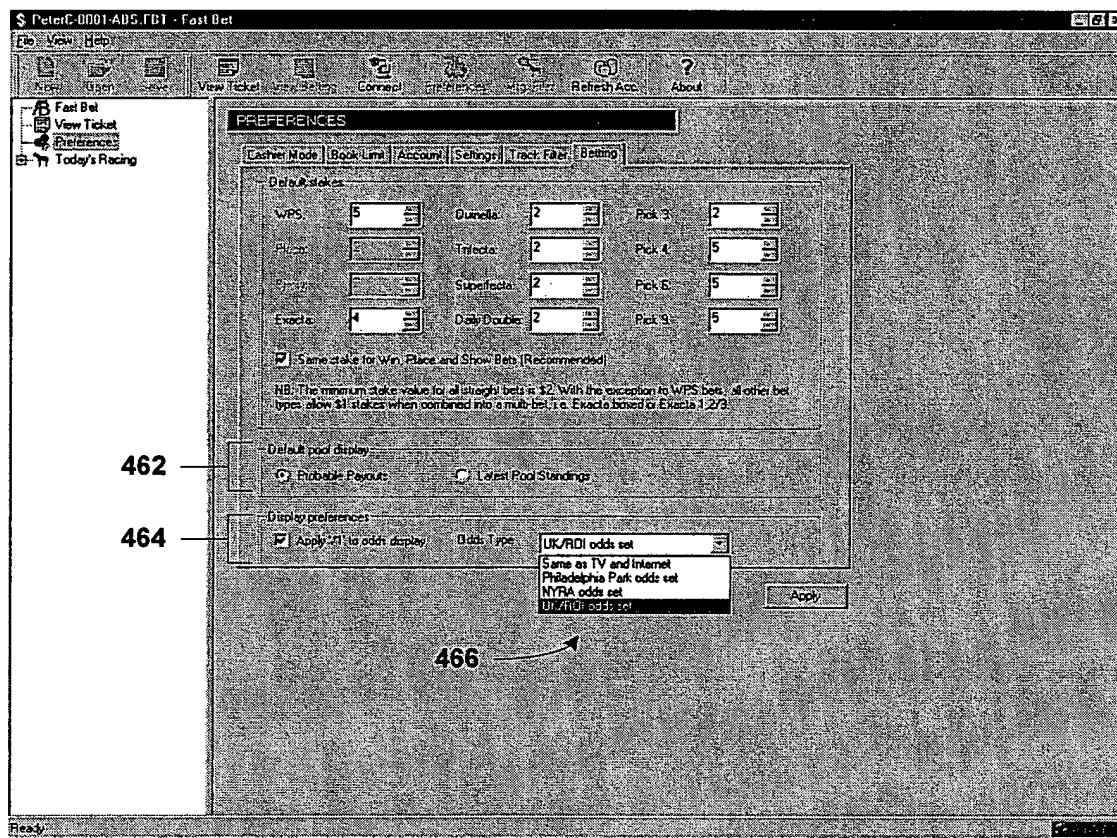 $ PeterC-0001-ABS.FBT - Fast Bet
File View Help
New Open Save View Ticket View Betting Connect Preferences Refresh Acc. About
Fast Bet
View Ticket
Preferences
Today's Racing
PREFERENCES
Cashier Mode Book Limit Account Settings Track Filter Betting
Default stakes
WPS: 5 Quinella: 2 Pick 3: 2
2 Trifecta: 2 Pick 4: 5
Superfecta: 2 Pick 6: 5
Exacta: 4 Daily Double: 2 Pick 9: 5
Same stake for Win, Place and Show Bets (Recommended)
NB: The minimum stake value for all straight bets is $2. With the exception to WPS bets, all other bet
types allow $1 stakes when combined into a multi-bet, i.e. Exacta boxed or Exacta 1,2/3.
462
Default pool display
Probable Payouts Latest Pool Standings
464
Display preferences
Apply '/1' to odds display Odds Type: UK/ROI odds set
Same as TV and Internet
Philadelphia Park odds set
NYRA odds set
UK/ROI odds set
Apply
466
Ready